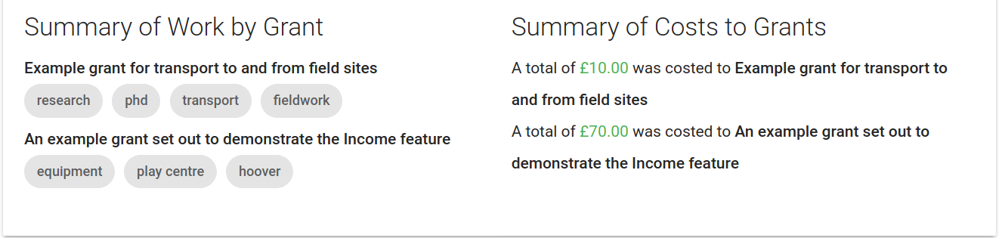 Summary of Work by Grant
Example grant for transport to and from field sites
research phd transport fieldwork
An example grant set out to demonstrate the Income feature
equipment play centre hoover
Summary of Costs to Grants
A total of £10.00 was costed to Example grant for transport to
and from field sites
A total of £70.00 was costed to An example grant set out to
demonstrate the Income feature